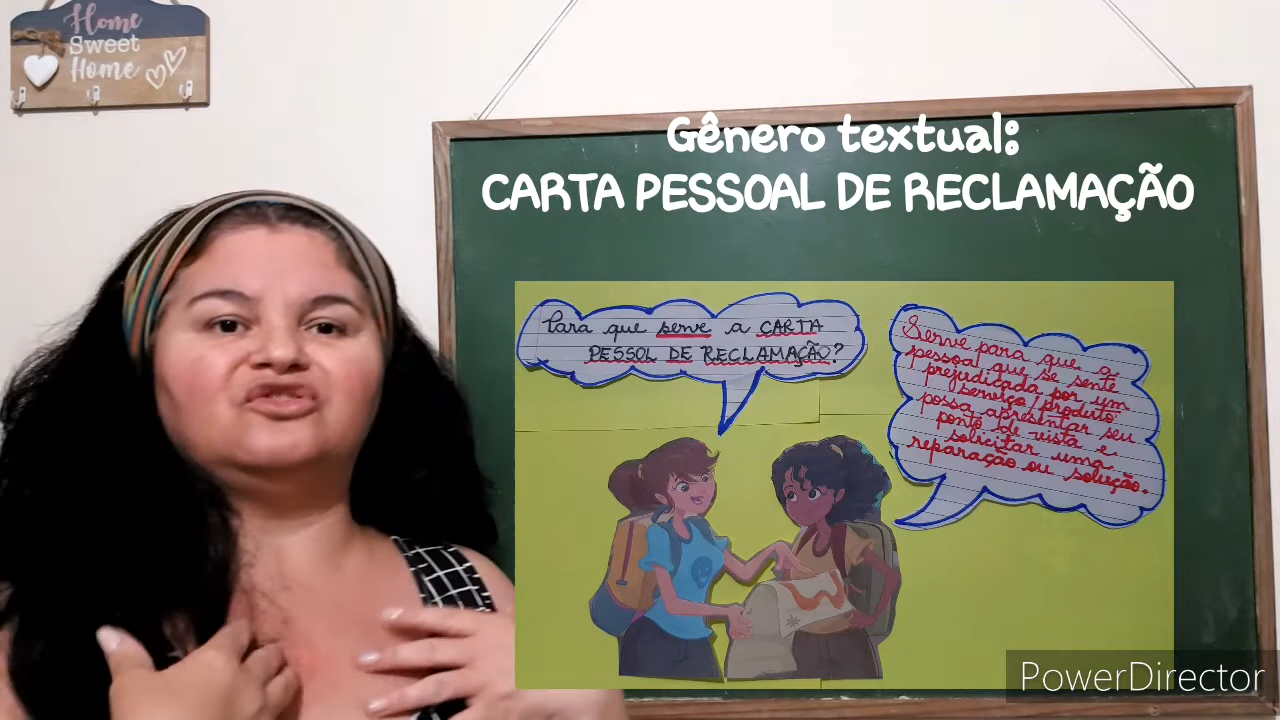 Home
Sweet
Home
Gênero textual:
CARTA PESSOAL DE RECLAMAÇÃO
Para que serve a CARTA
PESSOL DE RECLAMAÇÃO?
Serve para que a
pessoa que se sente
prejudicada por um
serviço/produto
possa apresentar seu
ponto de vista e
solicitar uma
reparação ou solução.
PowerDirector